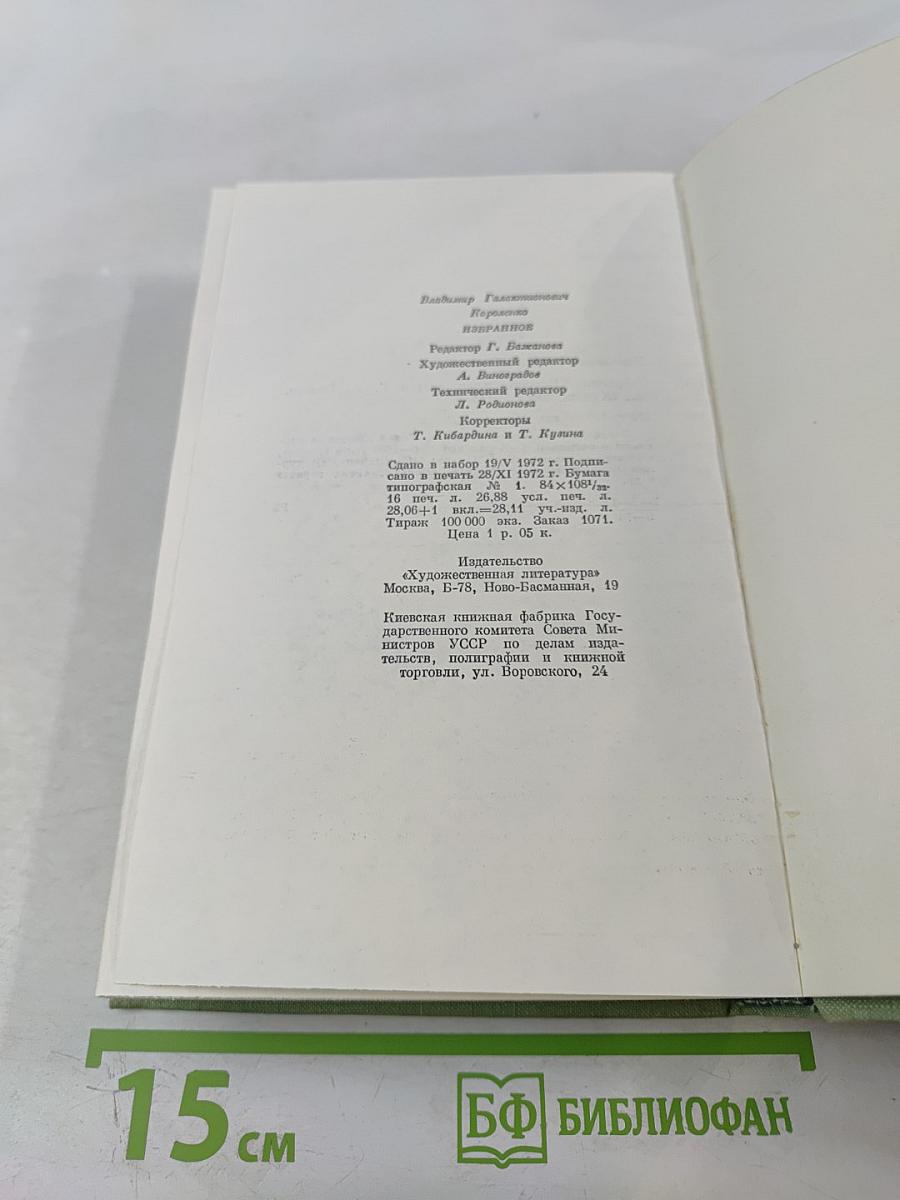 Владимир Галактионович
Короленко
ИЗБРАННОЕ
Редактор Г. Бажанова
Художественный редактор
А. Виноградов
Технический редактор
Л. Родионова
Корректоры
Т. Кибардина и Т. Кузина
Сдано в набор 19/V 1972 г. Подпи-
сано в печать 28/XI 1972 г. Бумага
типографская № 1. 84×108¹/₃₂.
16 печ. л. 26,88 усл. печ. л.
28,06+1 вкл.=28,11 уч.-изд. л.
Тираж 100 000 экз. Заказ 1071.
Цена 1 р. 05 к.
Издательство
«Художественная литература»
Москва, Б-78, Ново-Басманная, 19
Киевская книжная фабрика Госу-
дарственного комитета Совета Ми-
нистров УССР по делам изда-
тельств, полиграфии и книжной
торговли, ул. Воровского, 24
15 см
БФ БИБЛИОФАН